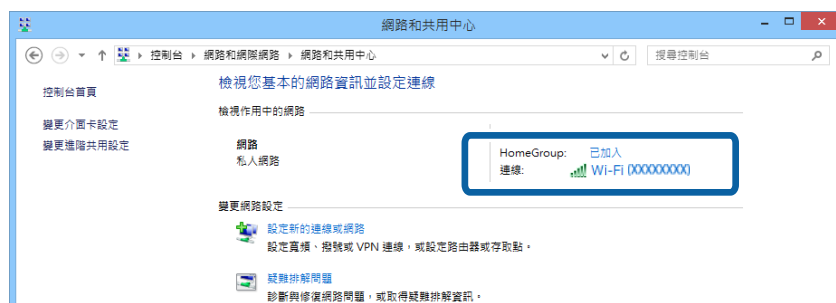 網路和共用中心
控制台 網路和網際網路 網路和共用中心
搜尋控制台
控制台首頁
變更介面卡設定
變更進階共用設定
檢視您基本的網路資訊並設定連線
檢視作用中的網路
網路
私人網路
HomeGroup: 已加入
連線: Wi-Fi (XXXXXXXX)
變更網路設定
設定新的連線或網路
設定寬頻、撥號或 VPN 連線，或設定路由器或存取點。
疑難排解問題
診斷與修復網路問題，或取得疑難排解資訊。